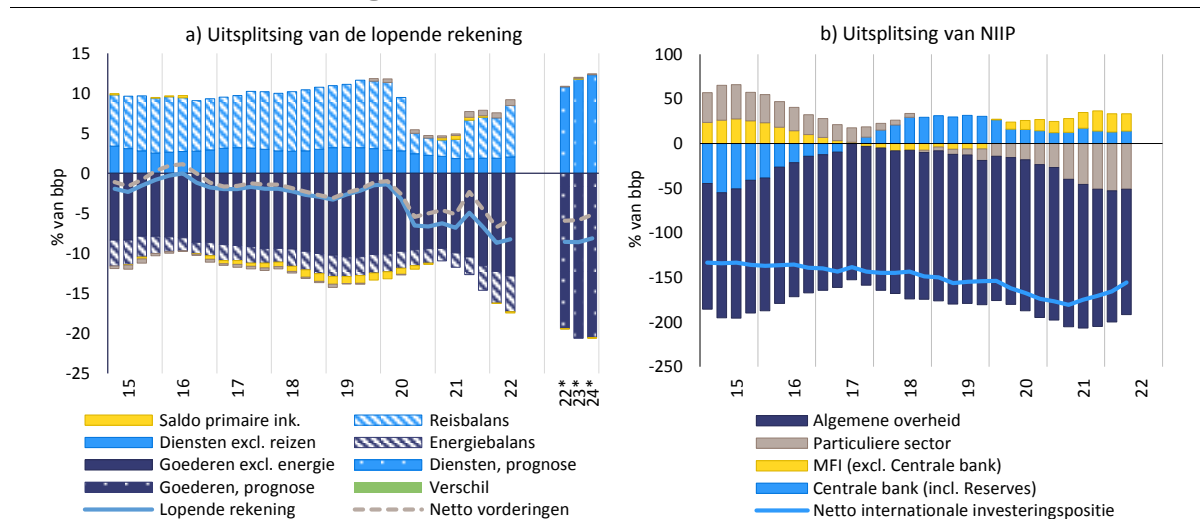 a) Uitsplitsing van de lopende rekening
% van bbp
15
10
5
0
-5
-10
-15
-20
-25
15
16
17
18
19
20
21
22
22*
23*
24*
Saldo primaire ink.
Reisbalans
Diensten excl. reizen
Energiebalans
Goederen excl. energie
Diensten, prognose
Goederen, prognose
Verschil
Lopende rekening
Netto vorderingen
b) Uitsplitsing van NIIP
% van bbp
100
50
0
-50
-100
-150
-200
-250
15
16
17
18
19
20
21
22
Algemene overheid
Particuliere sector
MFI (excl. Centrale bank)
Centrale bank (incl. Reserves)
Netto internationale investeringspositie